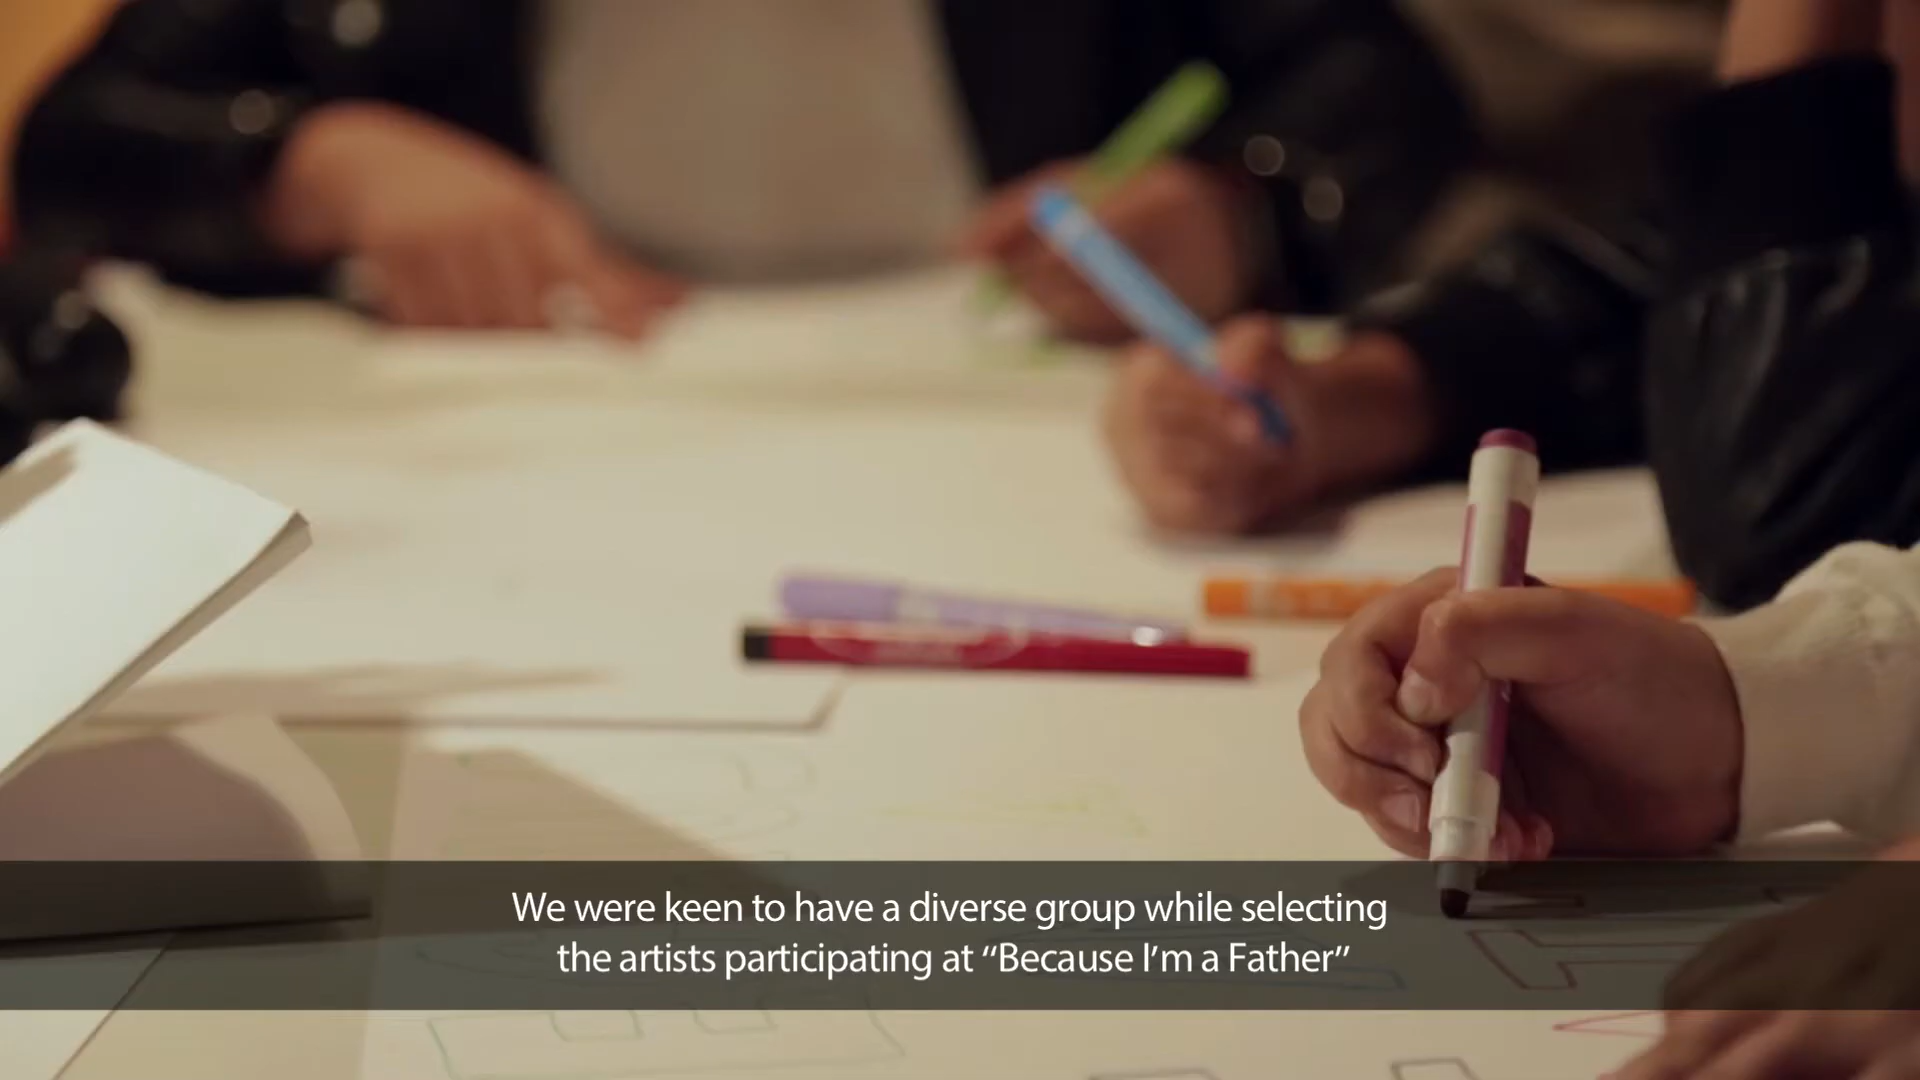 We were keen to have a diverse group while selecting
the artists participating at “Because I’m a Father”